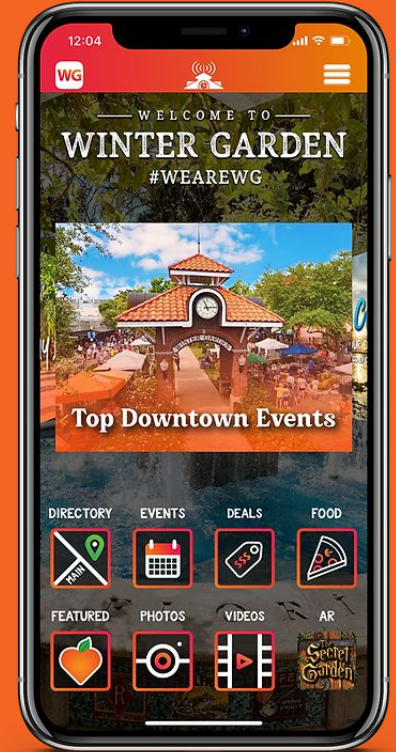 12:04
WG
WELCOME TO
WINTER GARDEN
#WEAREWG
WINTER GARDEN
Top Downtown Events
DIRECTORY EVENTS DEALS FOOD
MAIN
$$$
FEATURED PHOTOS VIDEOS AR
The
Secret
Garden